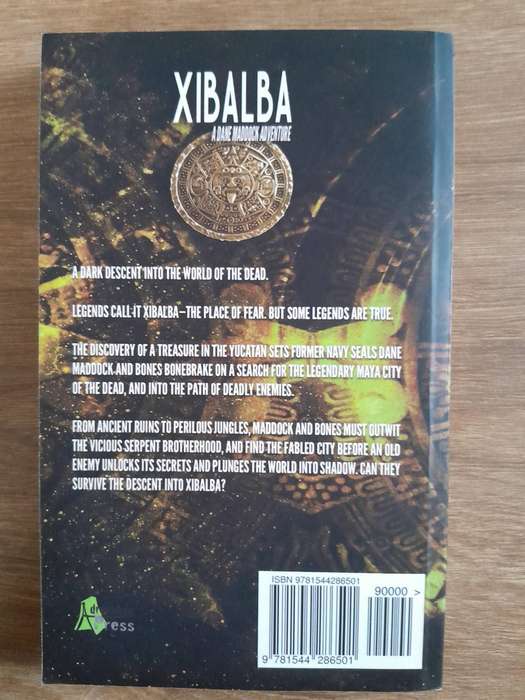 XIBALBA
A DANE MADDOCK ADVENTURE
A DARK DESCENT INTO THE WORLD OF THE DEAD.
LEGENDS CALL IT XIBALBA—THE PLACE OF FEAR. BUT SOME LEGENDS ARE TRUE.
THE DISCOVERY OF A TREASURE IN THE YUCATAN SETS FORMER NAVY SEALS DANE
MADDOCK AND BONES BONEBRAKE ON A SEARCH FOR THE LEGENDARY MAYA CITY
OF THE DEAD, AND INTO THE PATH OF DEADLY ENEMIES.
FROM ANCIENT RUINS TO PERILOUS JUNGLES, MADDOCK AND BONES MUST OUTWIT
THE VICIOUS SERPENT BROTHERHOOD, AND FIND THE FABLED CITY BEFORE AN OLD
ENEMY UNLOCKS ITS SECRETS AND PLUNGES THE WORLD INTO SHADOW. CAN THEY
SURVIVE THE DESCENT INTO XIBALBA?
ISBN 9781544286501
90000 >
9 781544 286501